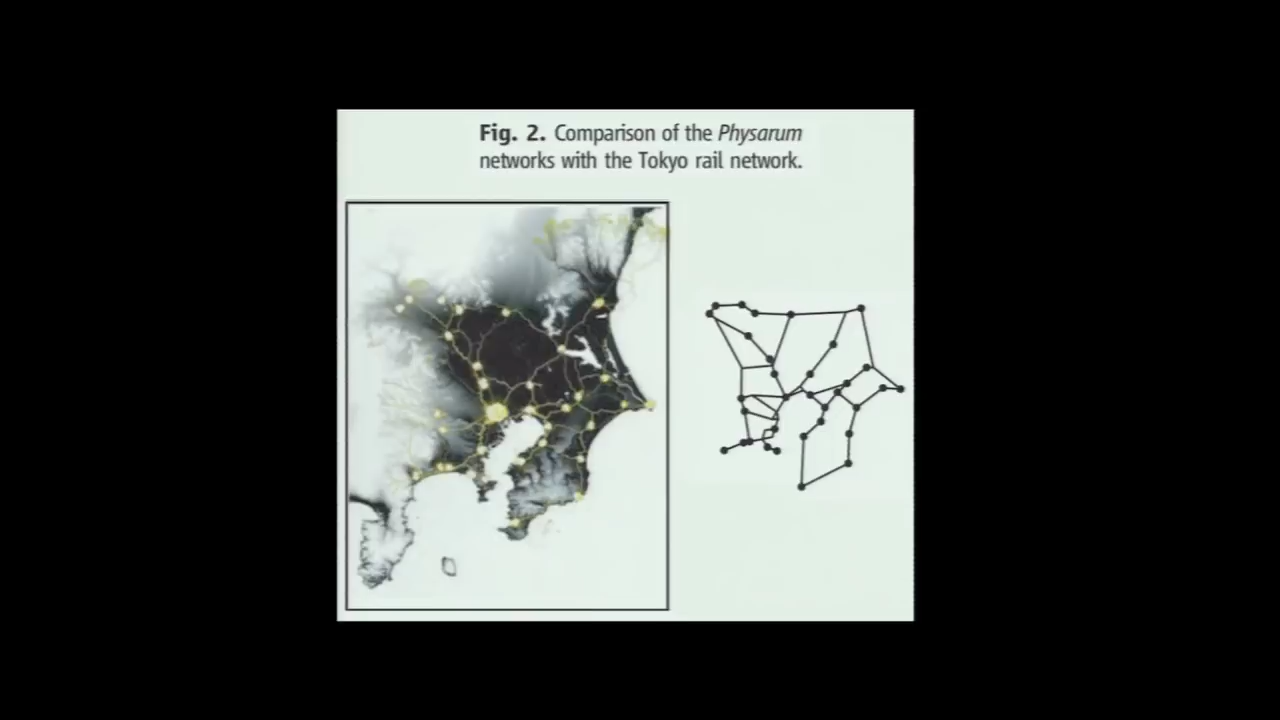 Fig. 2. Comparison of the Physarum
networks with the Tokyo rail network.